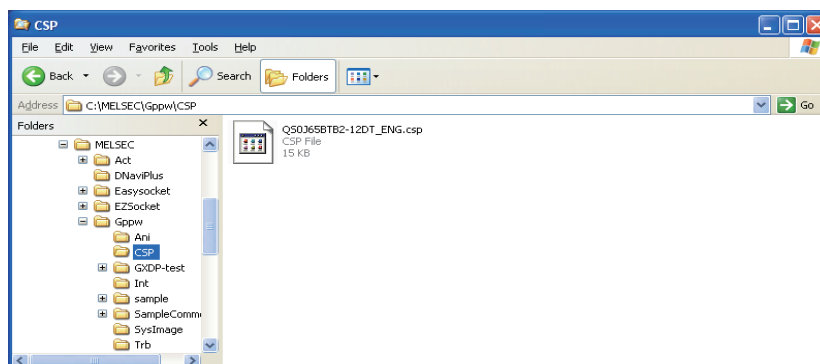 CSP
File Edit View Favorites Tools Help
Back Search Folders
Address C:\MELSEC\Gppw\CSP Go
Folders
MELSEC
Act
DNaviPlus
Easysocket
EZSocket
Gppw
Ani
CSP
GXDP-test
Int
sample
SampleComm
SysImage
Trb
QS0J65BTB2-12DT_ENG.csp
CSP File
15 KB